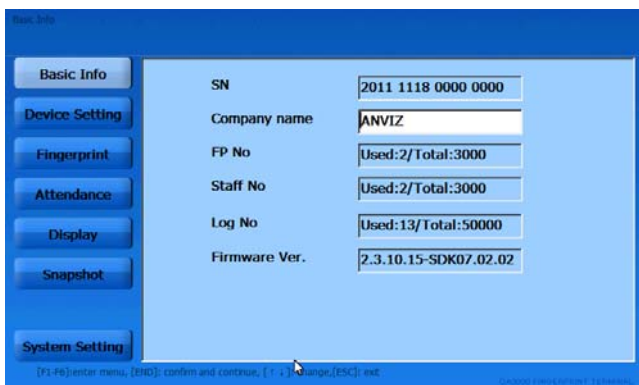 Basic Info
Basic Info
Device Setting
Fingerprint
Attendance
Display
Snapshot
System Setting
SN 2011 1118 0000 0000
Company name ANVIZ
FP No Used:2/Total:3000
Staff No Used:2/Total:3000
Log No Used:13/Total:50000
Firmware Ver. 2.3.10.15-SDK07.02.02
[F1-F6]:enter menu, [END]: confirm and continue, [ ↑ ↓ ]: change,[ESC]: exit
FINGERPRINT TERMINAL